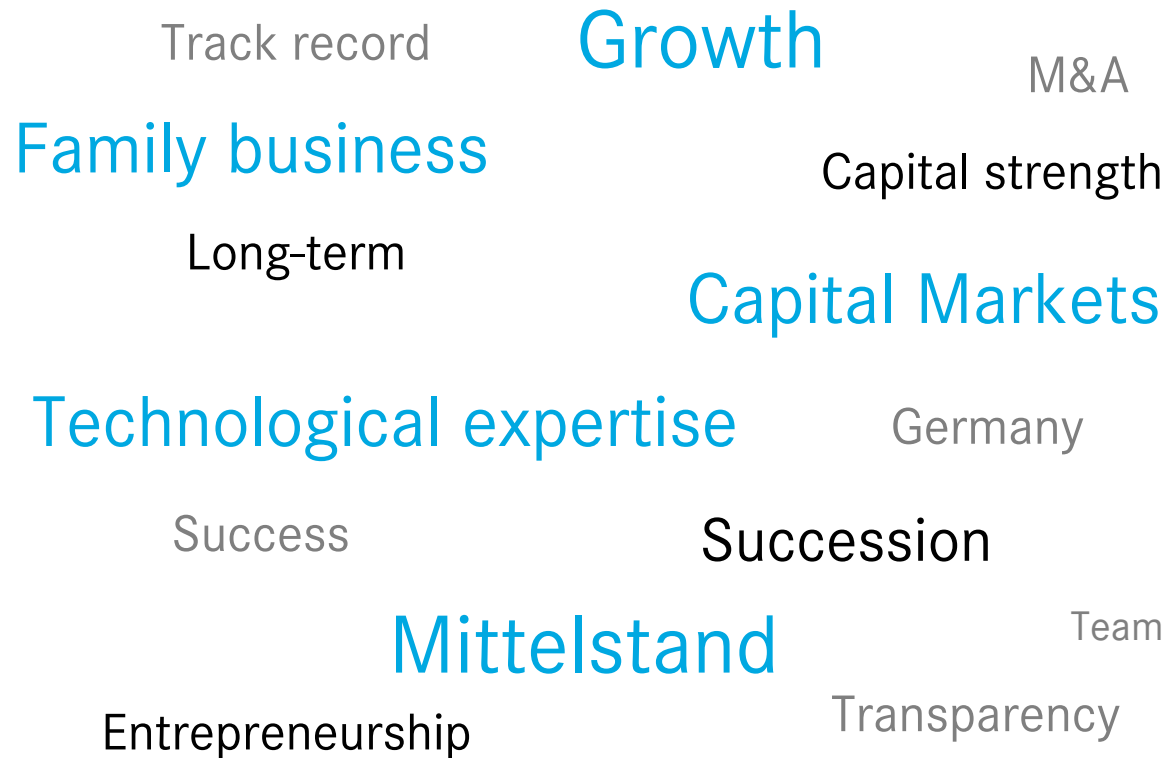 Track record
Growth
M&A
Family business
Capital strength
Long-term
Capital Markets
Technological expertise
Germany
Success
Succession
Mittelstand
Team
Transparency
Entrepreneurship